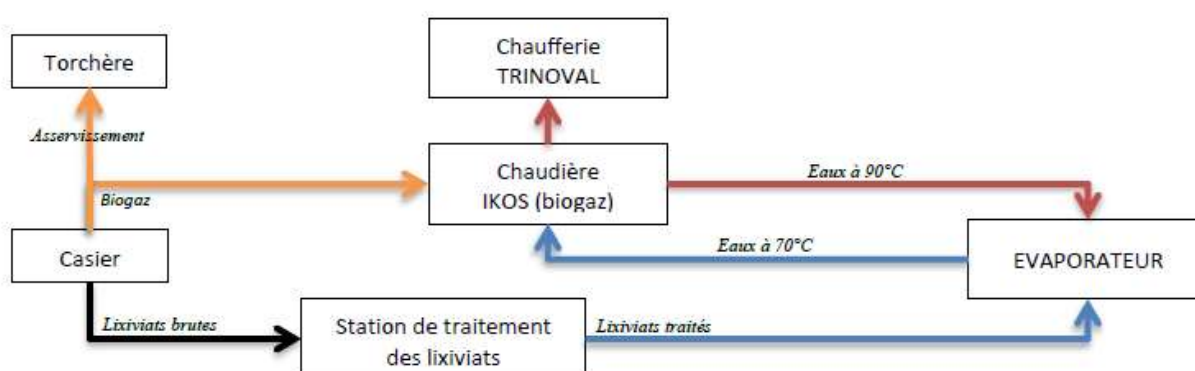 Torchère
Chaufferie
TRINOVAL
Asservissement
Biogaz
Chaudière
IKOS (biogaz)
Eaux à 90°C
Casier
Eaux à 70°C
EVAPORATEUR
Lixiviats brutes
Station de traitement
des lixiviats
Lixiviats traités